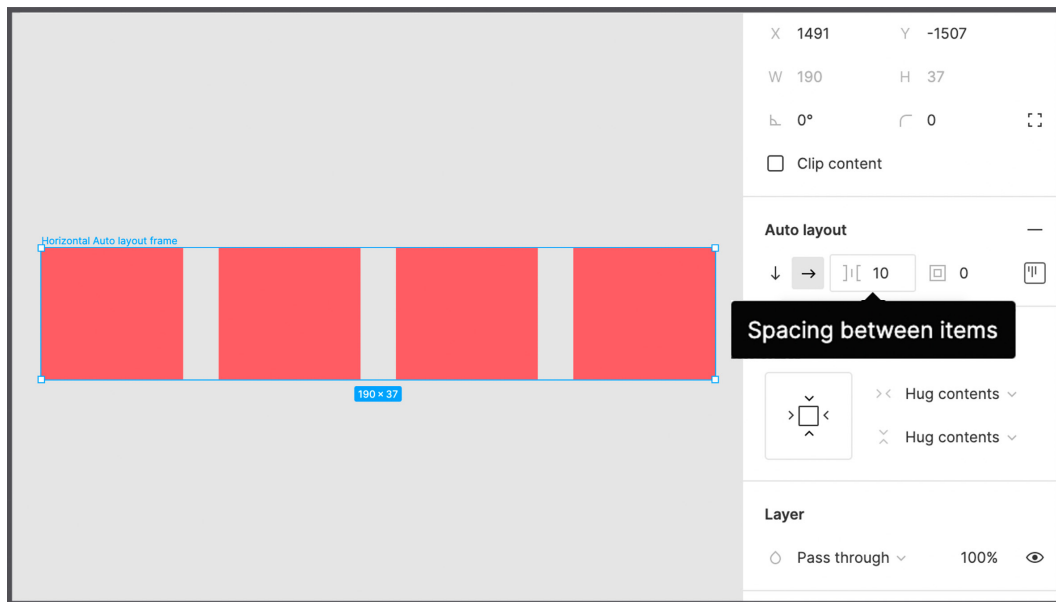 X 1491 Y -1507
W 190 H 37
0° 0
Clip content
Horizontal Auto layout frame
Auto layout
10 0
Spacing between items
190 × 37
Hug contents
Hug contents
Layer
Pass through 100%